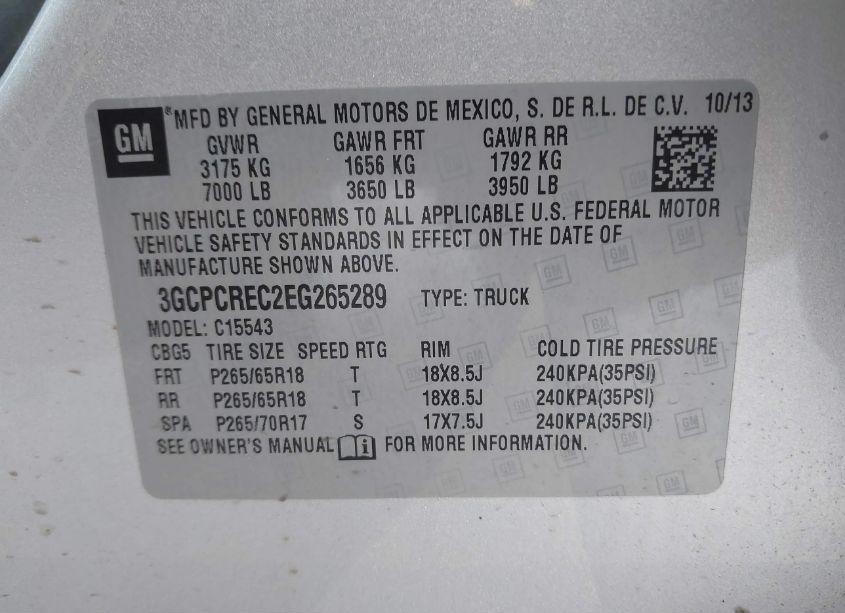 GM
®MFD BY GENERAL MOTORS DE MEXICO, S. DE R.L. DE C.V. 10/13
GVWR GAWR FRT GAWR RR
3175 KG 1656 KG 1792 KG
7000 LB 3650 LB 3950 LB
THIS VEHICLE CONFORMS TO ALL APPLICABLE U.S. FEDERAL MOTOR
VEHICLE SAFETY STANDARDS IN EFFECT ON THE DATE OF
MANUFACTURE SHOWN ABOVE.
3GCPCREC2EG265289 TYPE: TRUCK
MODEL: C15543
CBG5 TIRE SIZE SPEED RTG RIM COLD TIRE PRESSURE
FRT P265/65R18 T 18X8.5J 240KPA(35PSI)
RR P265/65R18 T 18X8.5J 240KPA(35PSI)
SPA P265/70R17 S 17X7.5J 240KPA(35PSI)
SEE OWNER'S MANUAL i FOR MORE INFORMATION.